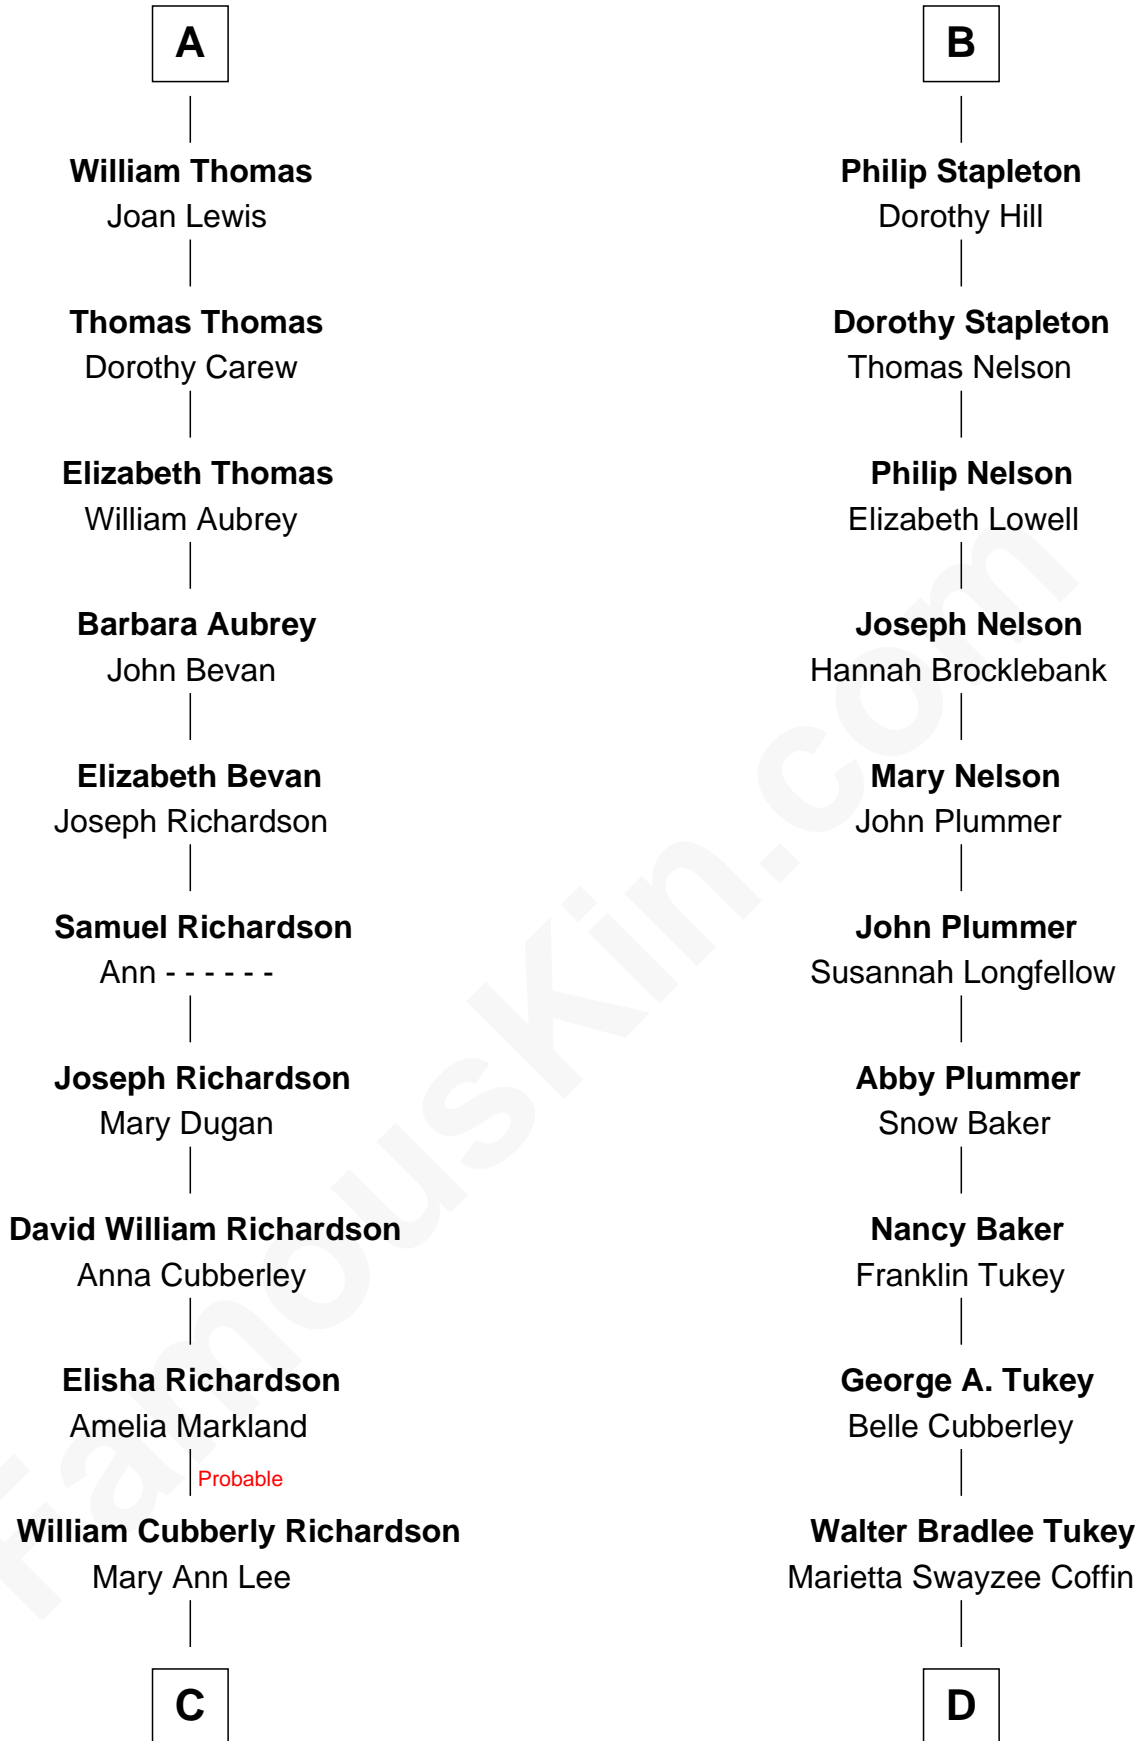 A
William Thomas
Joan Lewis
Thomas Thomas
Dorothy Carew
Elizabeth Thomas
William Aubrey
Barbara Aubrey
John Bevan
Elizabeth Bevan
Joseph Richardson
Samuel Richardson
Ann - - - - - -
Joseph Richardson
Mary Dugan
David William Richardson
Anna Cubberley
Elisha Richardson
Amelia Markland
Probable
William Cubberly Richardson
Mary Ann Lee
C
B
Philip Stapleton
Dorothy Hill
Dorothy Stapleton
Thomas Nelson
Philip Nelson
Elizabeth Lowell
Joseph Nelson
Hannah Brocklebank
Mary Nelson
John Plummer
John Plummer
Susannah Longfellow
Abby Plummer
Snow Baker
Nancy Baker
Franklin Tukey
George A. Tukey
Belle Cubberley
Walter Bradlee Tukey
Marietta Swayzee Coffin
D
FamousKin.com